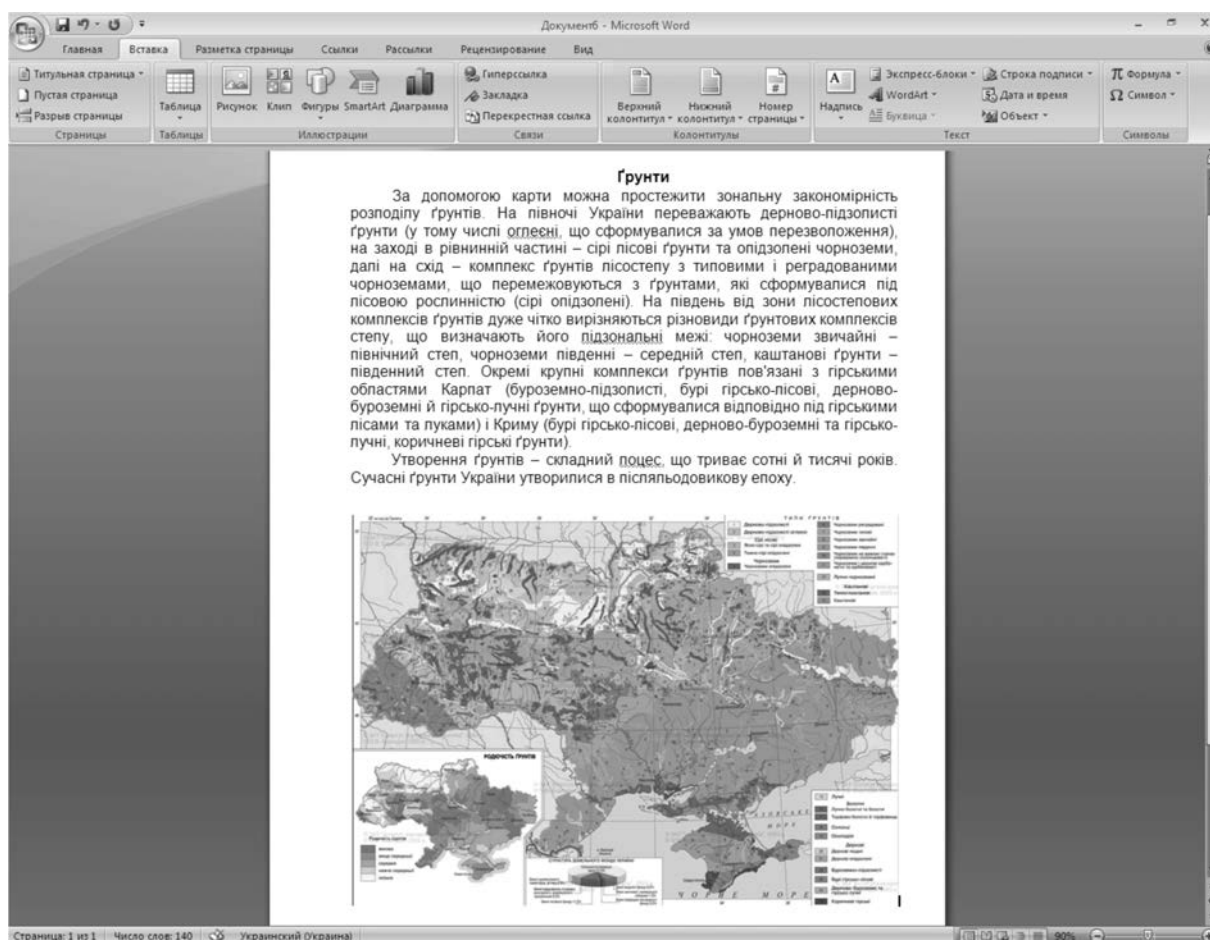 Документ6 - Microsoft Word
Главная Вставка Разметка страницы Ссылки Рассылки Рецензирование Вид
Титульная страница
Пустая страница
Разрыв страницы
Страницы
Таблица
Таблицы
Рисунок Клип Фигуры SmartArt Диаграмма
Иллюстрации
Гиперссылка
Закладка
Перекрестная ссылка
Связи
Верхний колонтитул
Нижний колонтитул
Номер страницы
Колонтитулы
Надпись
Экспресс-блоки
WordArt
Буквица
Строка подписи
Дата и время
Объект
Текст
π Формула
Ω Символ
Символы
Ґрунти
За допомогою карти можна простежити зональну закономірність
розподілу ґрунтів. На півночі України переважають дерново-підзолисті
ґрунти (у тому числі оглеєні, що сформувалися за умов перезволоження),
на заході в рівнинній частині – сірі лісові ґрунти та опідзолені чорноземи,
далі на схід – комплекс ґрунтів лісостепу з типовими і реградованими
чорноземами, що перемежовуються з ґрунтами, які сформувалися під
лісовою рослинністю (сірі опідзолені). На південь від зони лісостепових
комплексів ґрунтів дуже чітко вирізняються різновиди ґрунтових комплексів
степу, що визначають його підзональні межі: чорноземи звичайні –
північний степ, чорноземи південні – середній степ, каштанові ґрунти –
південний степ. Окремі крупні комплекси ґрунтів пов'язані з гірськими
областями Карпат (буроземно-підзолисті, бурі гірсько-лісові, дерново-
буроземні й гірсько-лучні ґрунти, що сформувалися відповідно під гірськими
лісами та луками) і Криму (бурі гірсько-лісові, дерново-буроземні та гірсько-
лучні, коричневі гірські ґрунти).
Утворення ґрунтів – складний поцес, що триває сотні й тисячі років.
Сучасні ґрунти України утворилися в післяльодовикову епоху.
ТИПИ ҐРУНТІВ
РОДЮЧІСТЬ ҐРУНТІВ
ЧОРНЕ МОРЕ
Страница: 1 из 1 Число слов: 140 Украинский (Украина) 90%